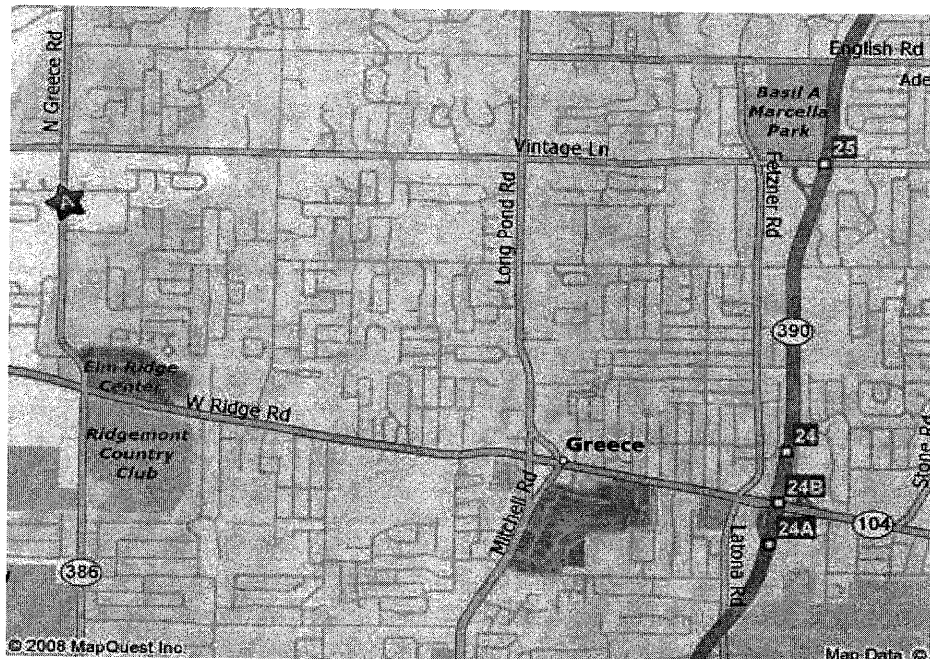 English Rd
N Greece Rd
Ade
Basil A
Marcella
Park
Vintage Ln
25
A
Long Pond Rd
Fetzner Rd
390
Elm Ridge
Center
W Ridge Rd
Ridgemont
Country
Club
Greece
24
Stone Rd
24B
Mitchell Rd
104
24A
Latona Rd
386
© 2008 MapQuest Inc.
Map Data ©